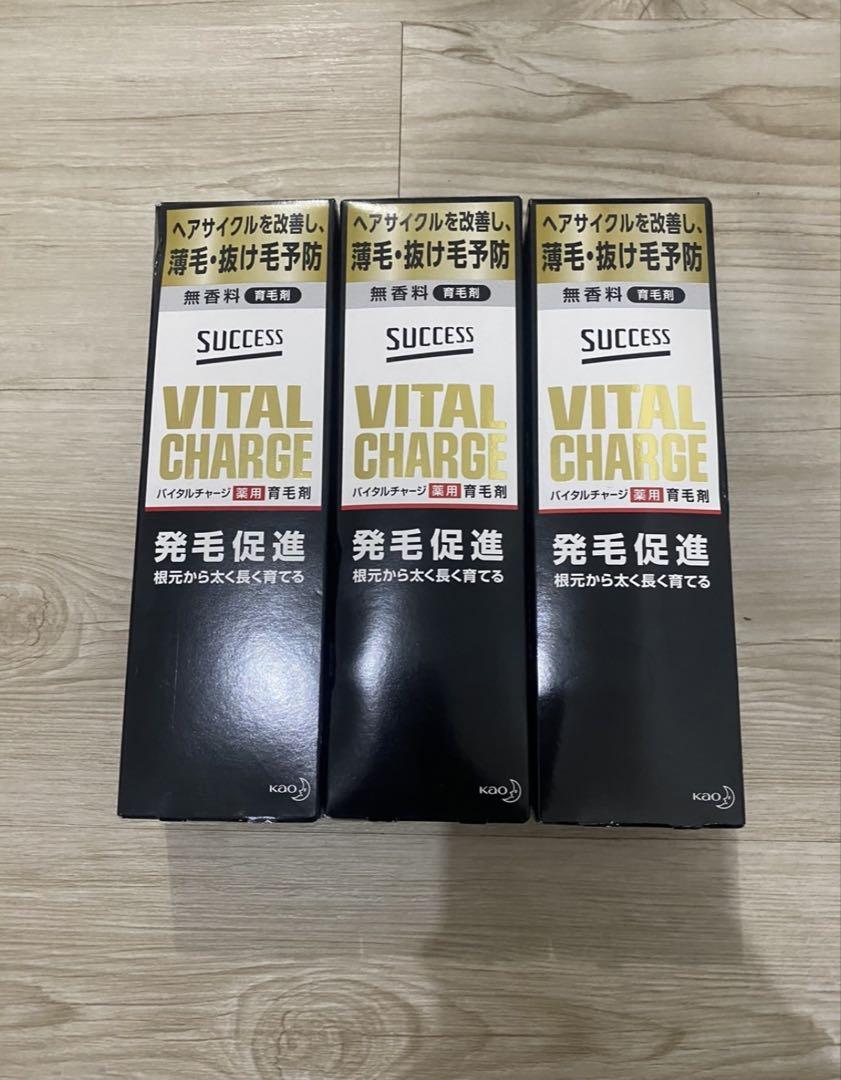 ヘアサイクルを改善し、
薄毛・抜け毛予防
無香料 育毛剤
SUCCESS
VITAL
CHARGE
バイタルチャージ 薬用 育毛剤
発毛促進
根元から太く長く育てる
Kao
ヘアサイクルを改善し、
薄毛・抜け毛予防
無香料 育毛剤
SUCCESS
VITAL
CHARGE
バイタルチャージ 薬用 育毛剤
発毛促進
根元から太く長く育てる
Kao
ヘアサイクルを改善し、
薄毛・抜け毛予防
無香料 育毛剤
SUCCESS
VITAL
CHARGE
バイタルチャージ 薬用 育毛剤
発毛促進
根元から太く長く育てる
Kao